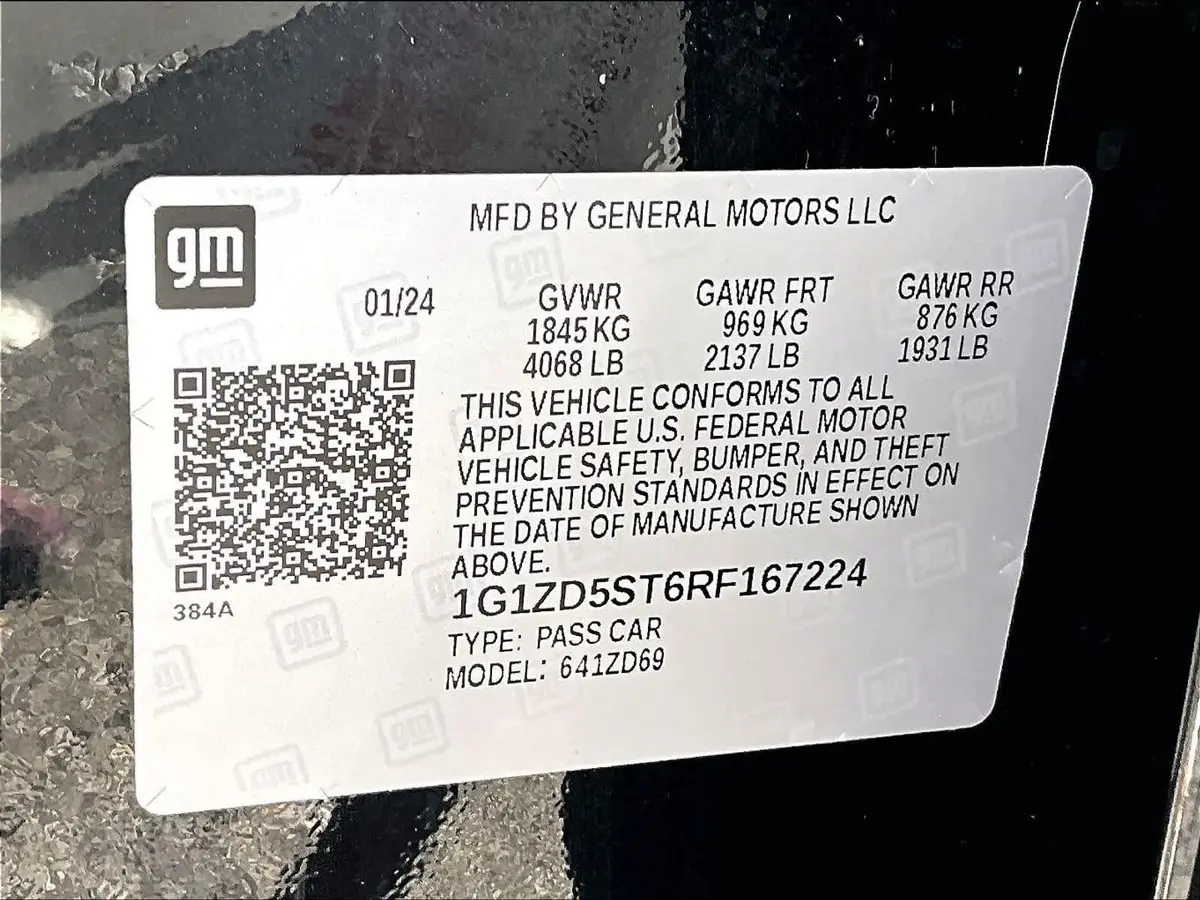 gm
MFD BY GENERAL MOTORS LLC
01/24
GVWR GAWR FRT GAWR RR
1845 KG 969 KG 876 KG
4068 LB 2137 LB 1931 LB
THIS VEHICLE CONFORMS TO ALL
APPLICABLE U.S. FEDERAL MOTOR
VEHICLE SAFETY, BUMPER, AND THEFT
PREVENTION STANDARDS IN EFFECT ON
THE DATE OF MANUFACTURE SHOWN
ABOVE.
384A
1G1ZD5ST6RF167224
TYPE: PASS CAR
MODEL: 641ZD69